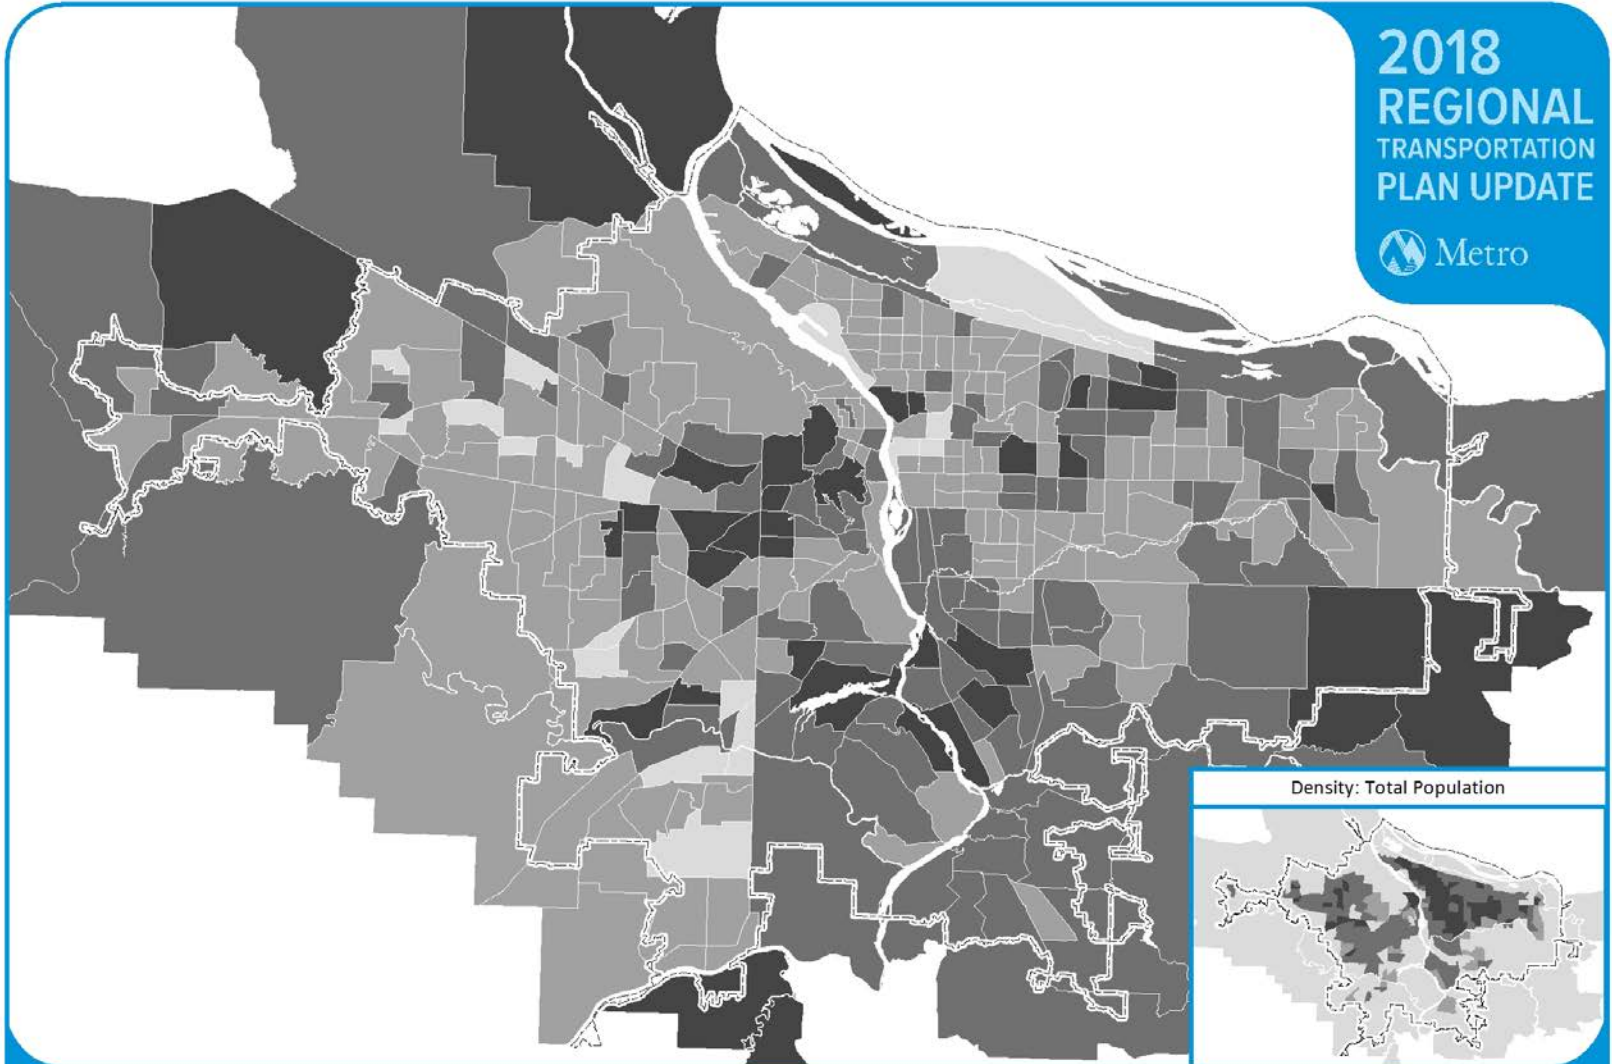 2018
REGIONAL
TRANSPORTATION
PLAN UPDATE
Metro
Density: Total Population